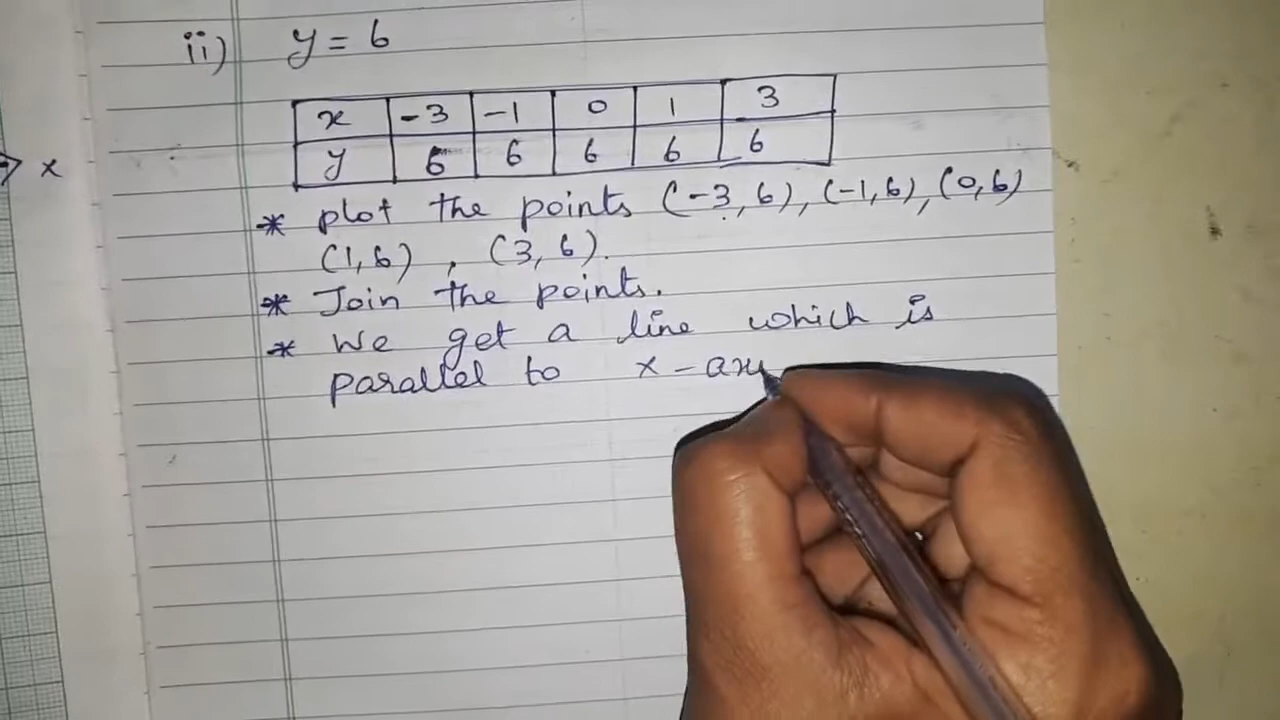 ii) y = 6
x -3 -1 0 1 3
y 6 6 6 6 6
* plot the points (-3,6), (-1,6), (0,6)
(1,6) , (3,6).
* Join the points.
* We get a line which is
parallel to x-axi
x